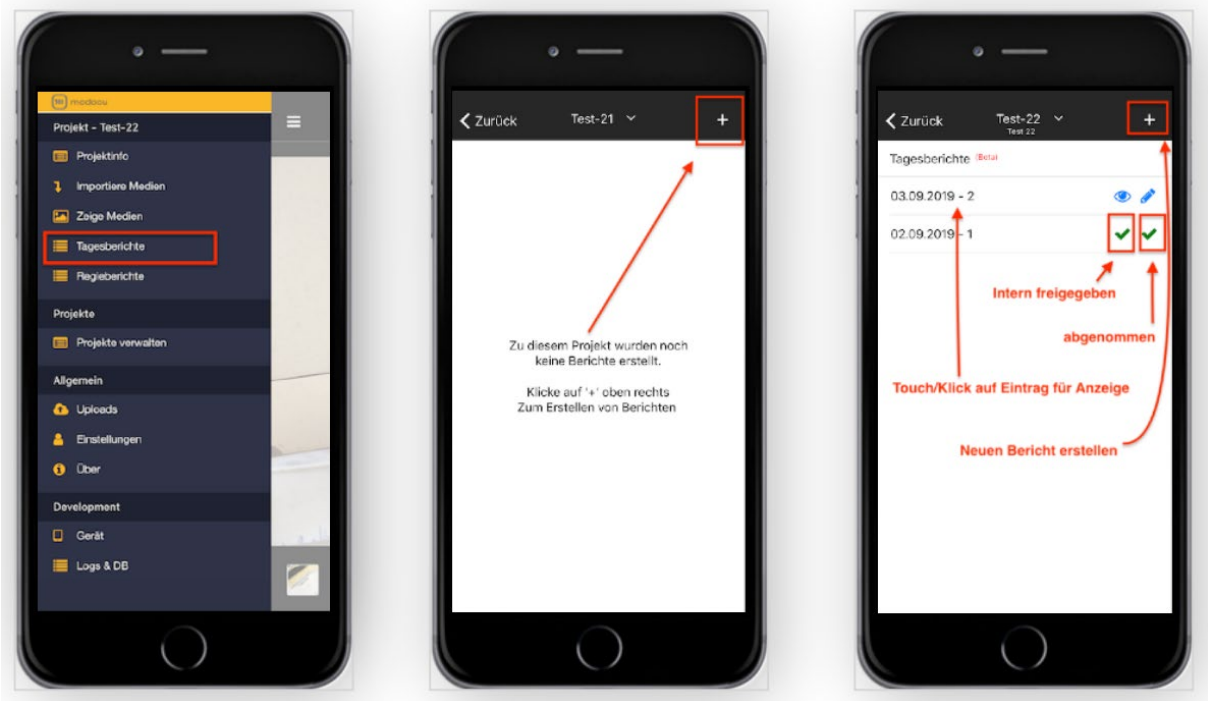 modocu
Projekt - Test-22
Projektinfo
Importiere Medien
Zeige Medien
Tagesberichte
Regieberichte
Projekte
Projekte verwalten
Allgemein
Uploads
Einstellungen
Über
Development
Gerät
Logs & DB
Zurück
Test-21
+
Zu diesem Projekt wurden noch
keine Berichte erstellt.
Klicke auf '+' oben rechts
Zum Erstellen von Berichten
Zurück
Test-22
Test 22
+
Tagesberichte (Beta)
03.09.2019 - 2
02.09.2019 - 1
Intern freigegeben
abgenommen
Touch/Klick auf Eintrag für Anzeige
Neuen Bericht erstellen